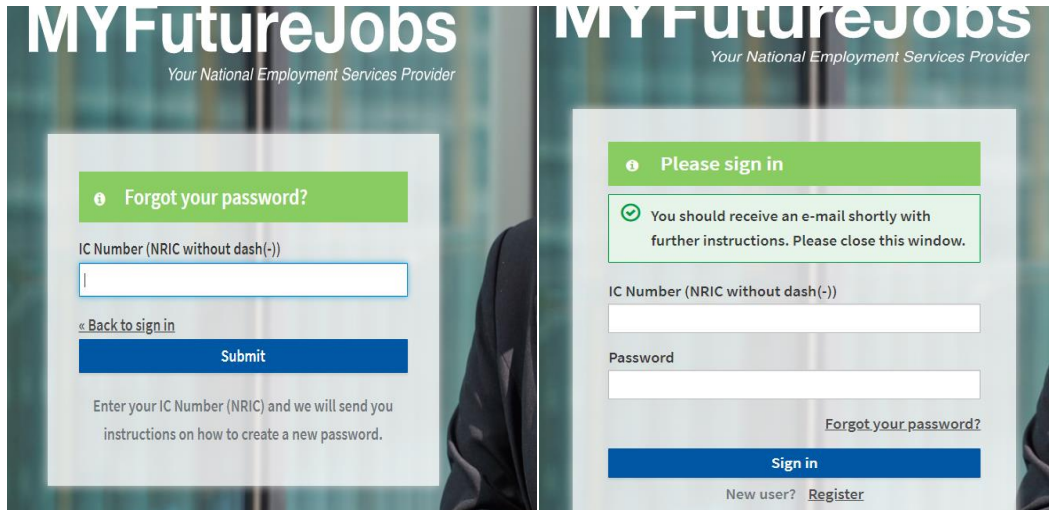 MYFutureJobs
Your National Employment Services Provider
Forgot your password?
IC Number (NRIC without dash(-))
« Back to sign in
Submit
Enter your IC Number (NRIC) and we will send you
instructions on how to create a new password.
MYFutureJobs
Your National Employment Services Provider
Please sign in
You should receive an e-mail shortly with
further instructions. Please close this window.
IC Number (NRIC without dash(-))
Password
Forgot your password?
Sign in
New user? Register